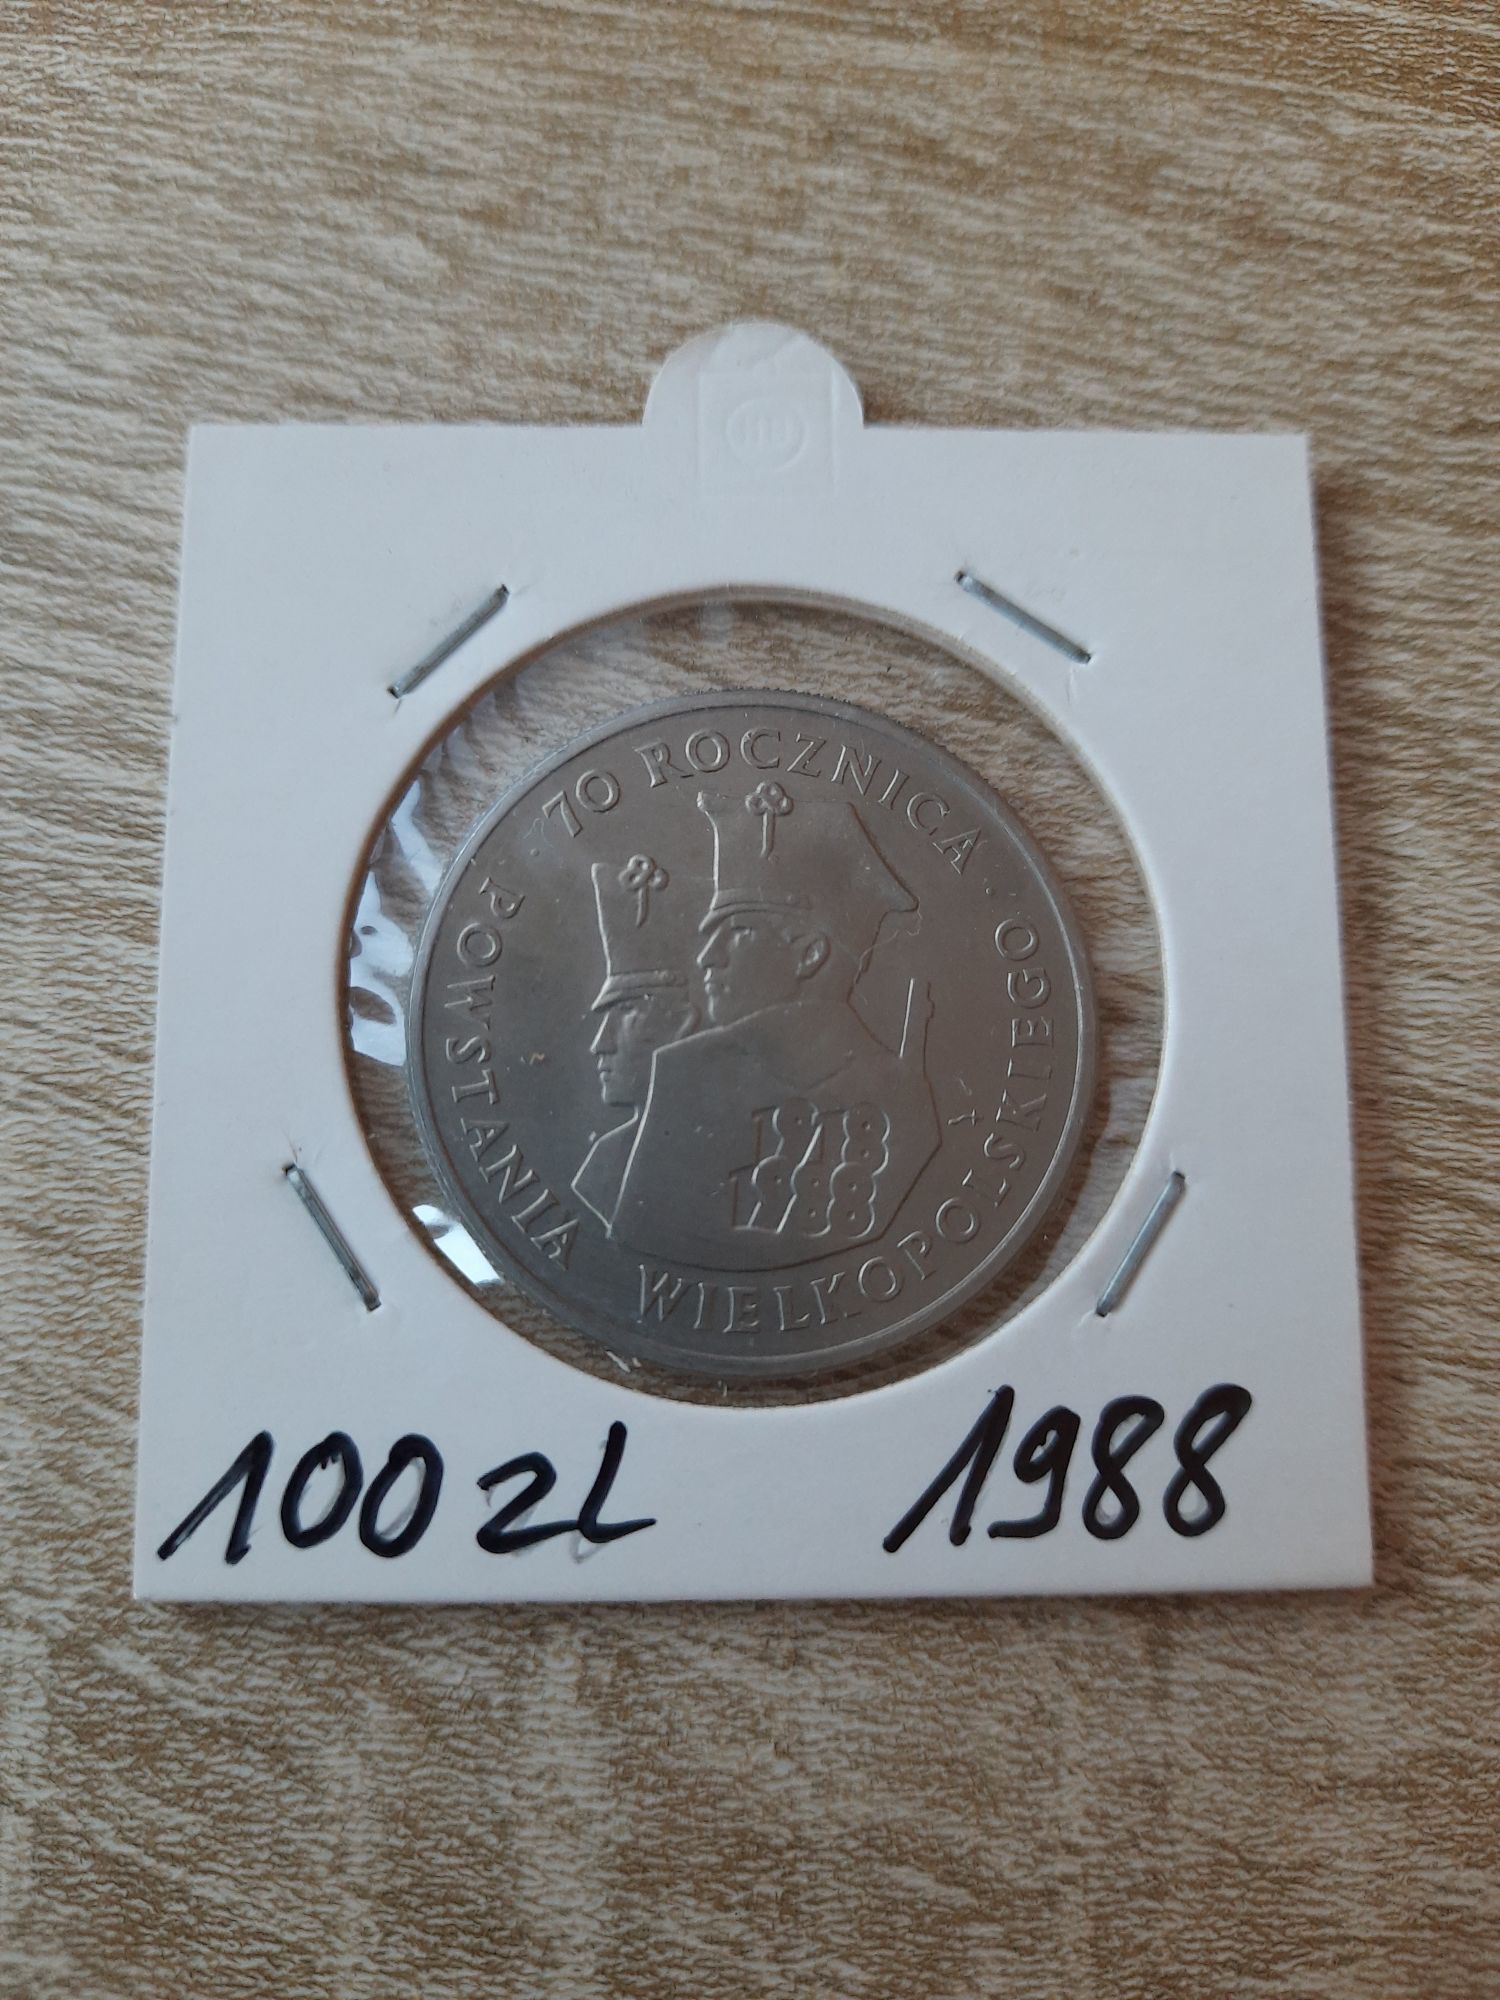 70 ROCZNICA
POWSTANIA WIELKOPOLSKIEGO
1918
1988
100 zł 1988